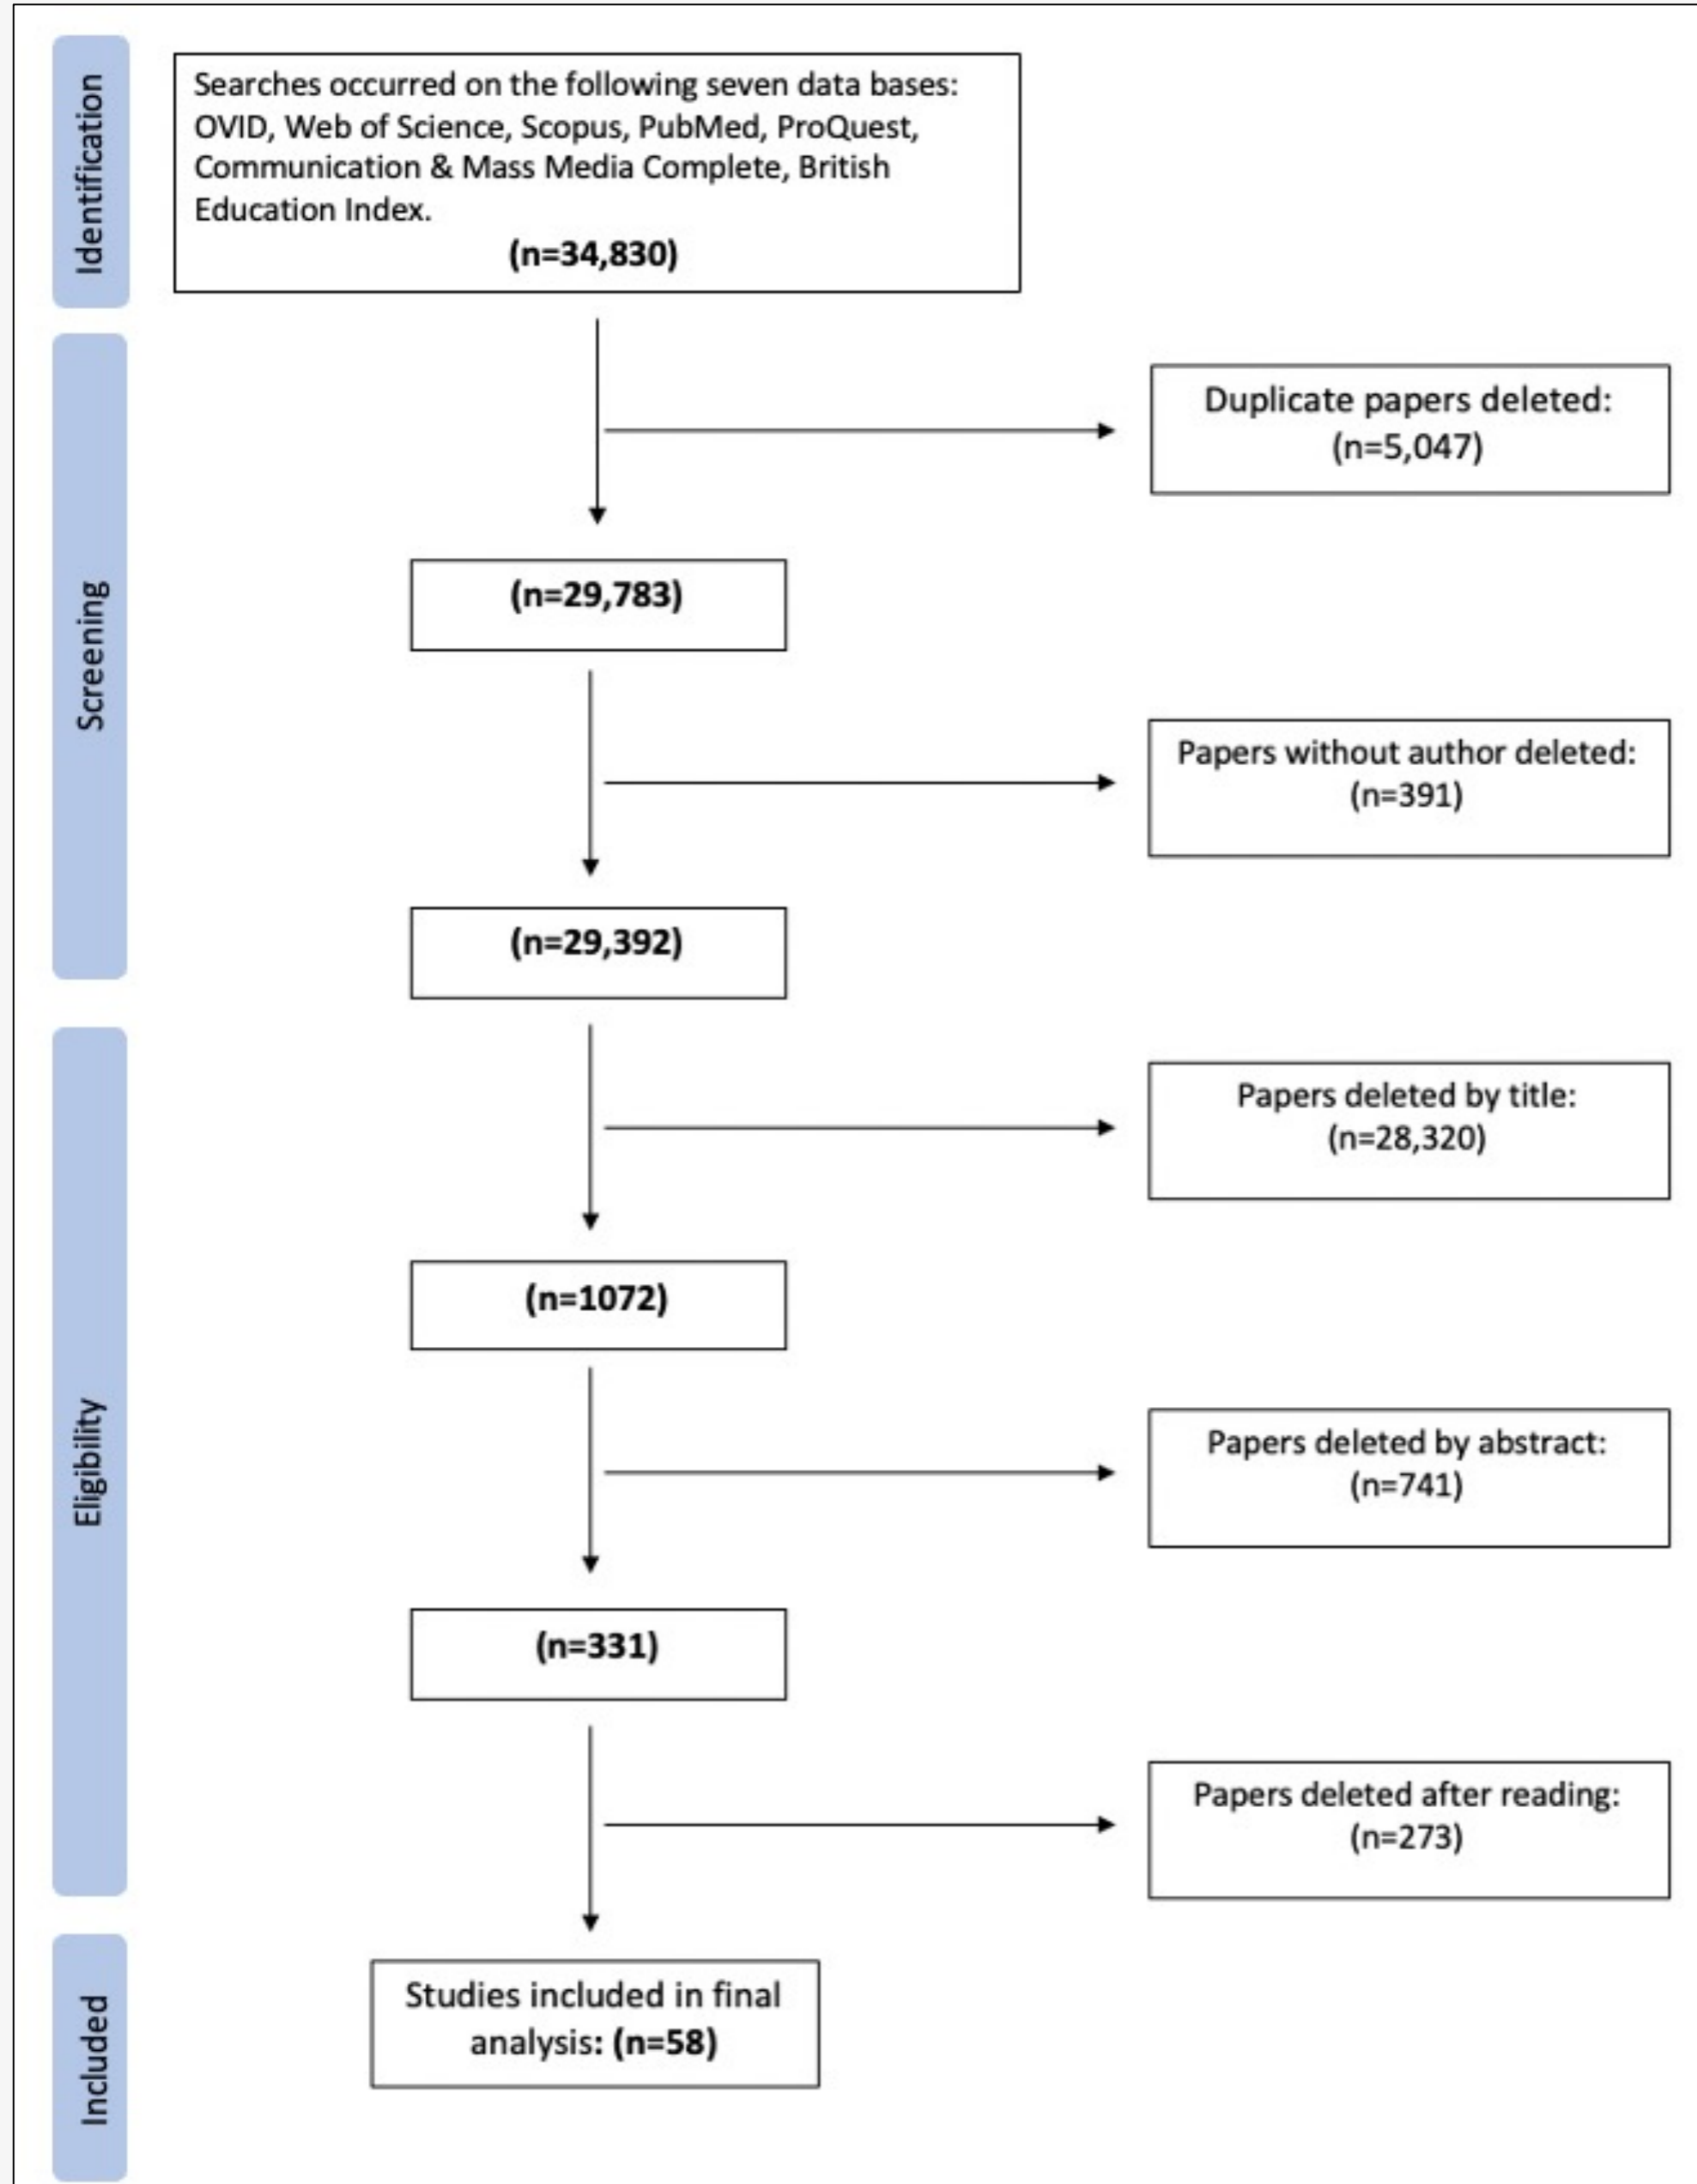 Identification
Searches occurred on the following seven data bases:
OVID, Web of Science, Scopus, PubMed, ProQuest,
Communication & Mass Media Complete, British
Education Index.
(n=34,830)
Screening
Duplicate papers deleted:
(n=5,047)
(n=29,783)
Papers without author deleted:
(n=391)
(n=29,392)
Eligibility
Papers deleted by title:
(n=28,320)
(n=1072)
Papers deleted by abstract:
(n=741)
(n=331)
Papers deleted after reading:
(n=273)
Included
Studies included in final
analysis: (n=58)